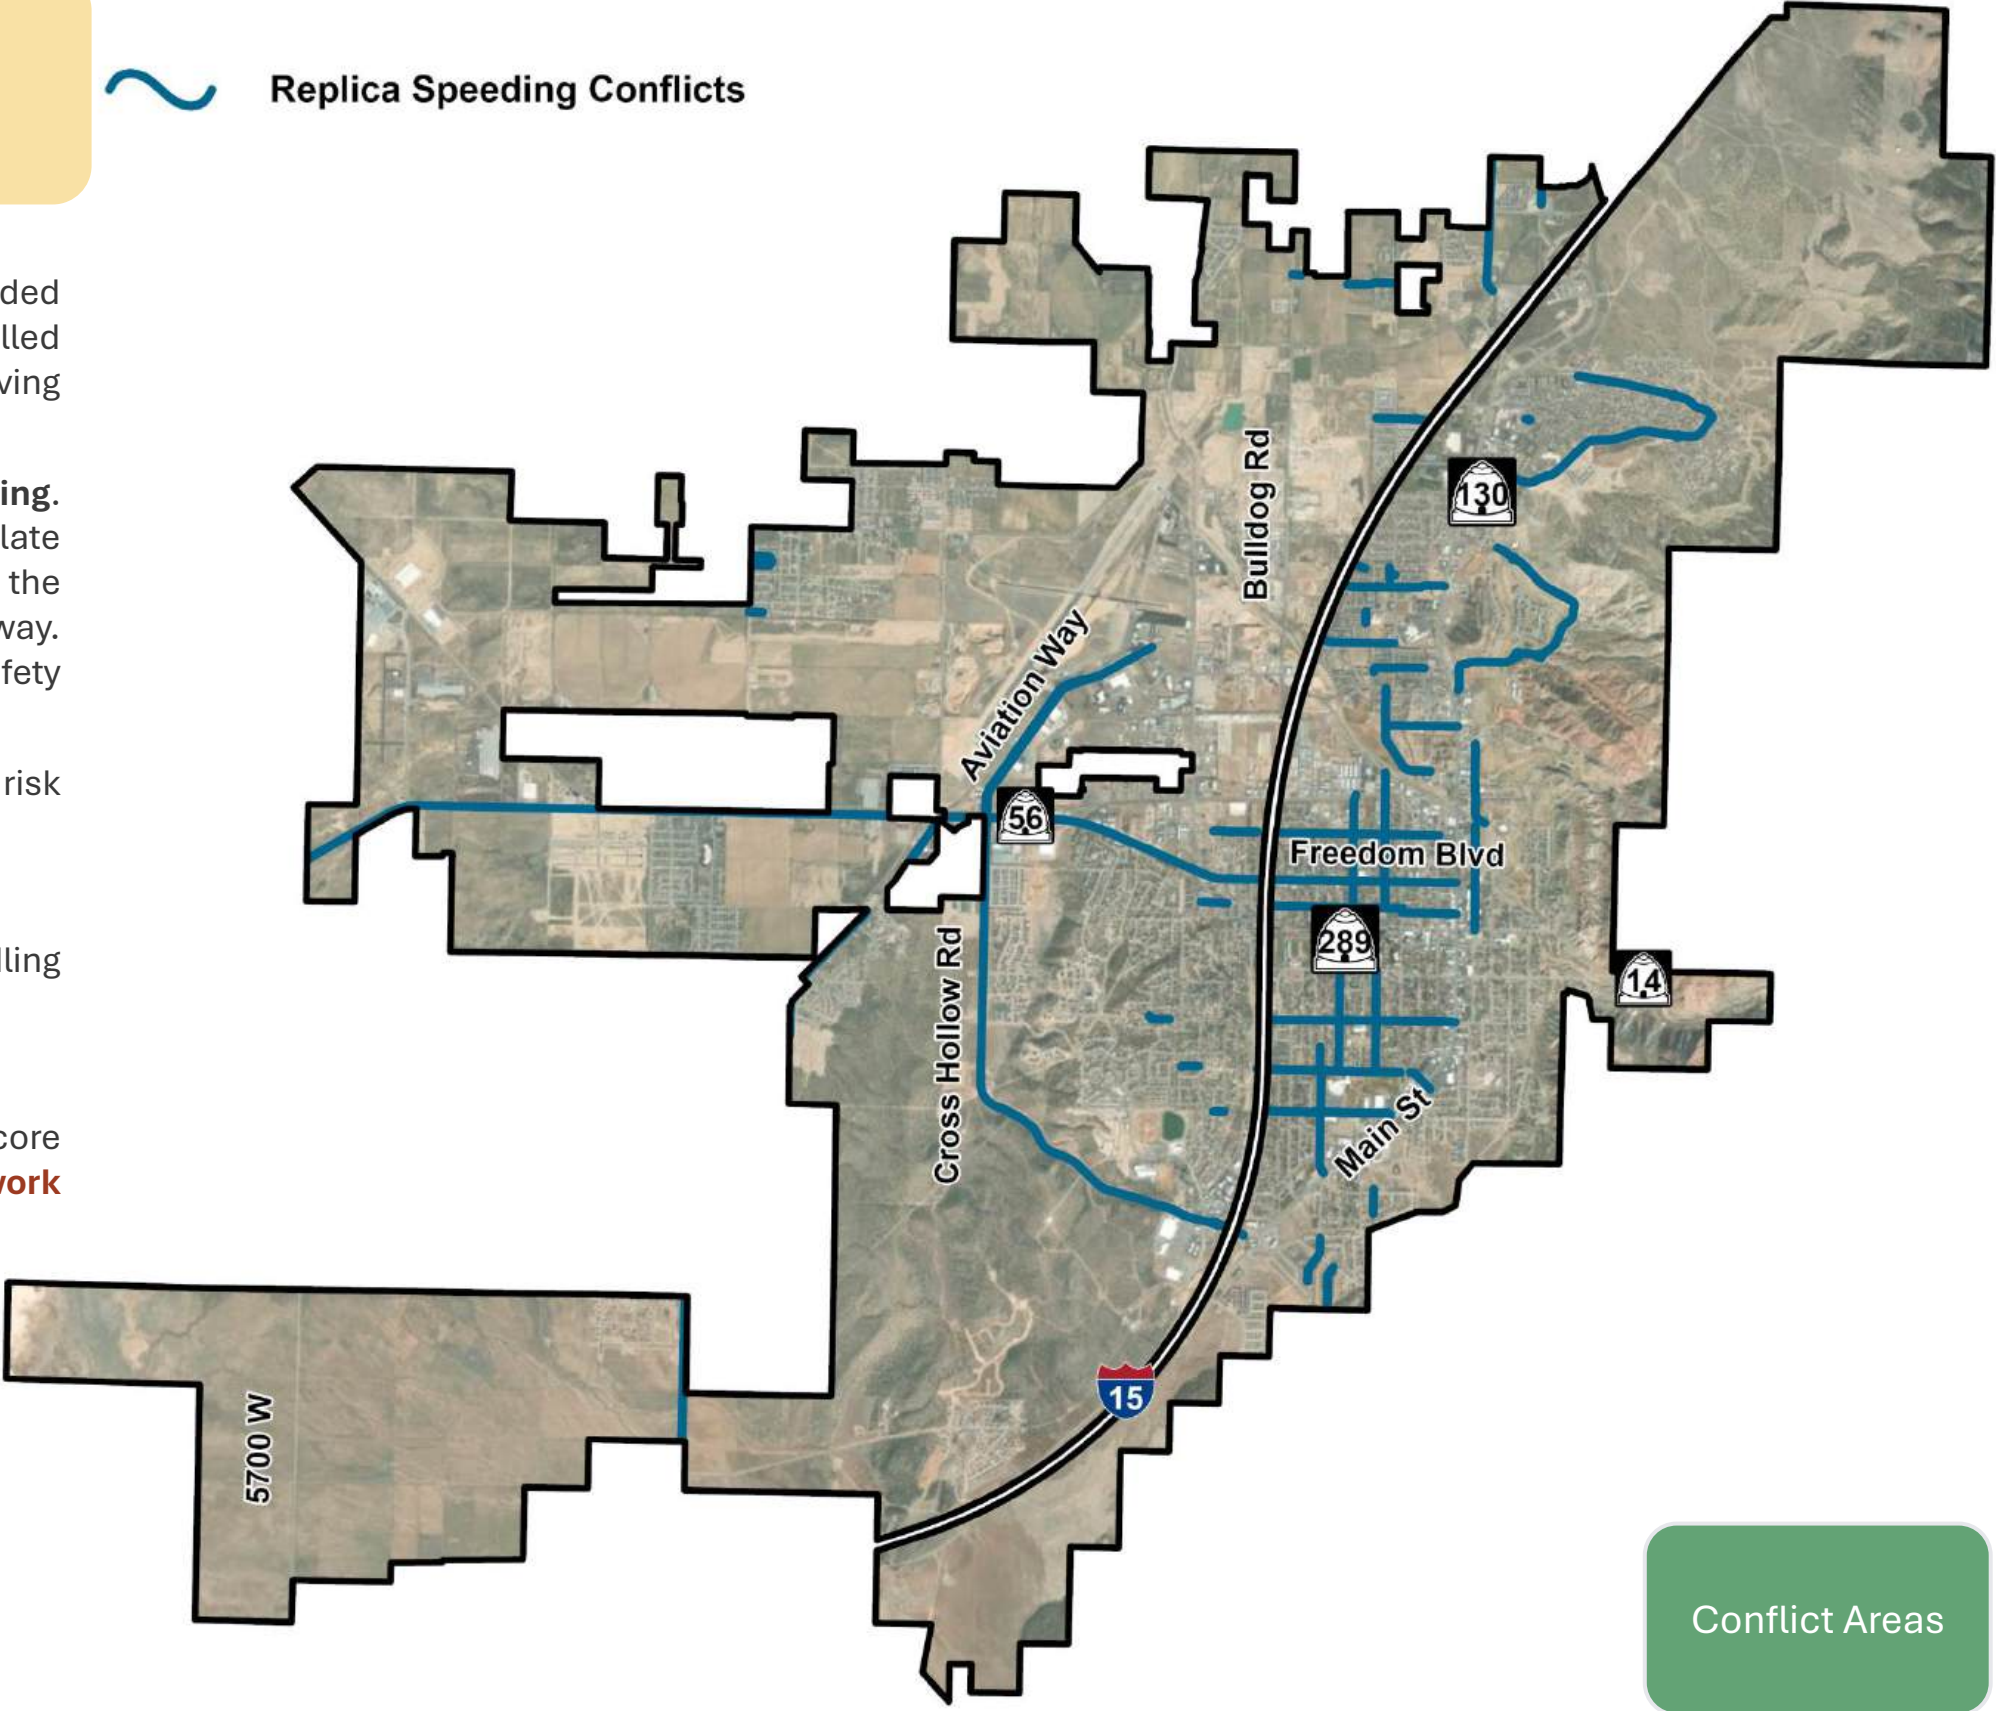 Replica Speeding Conflicts
ded
lled
ving
ing.
late
the
way.
fety
risk
lling
core
work
130
Bulldog Rd
Aviation Way
56
Freedom Blvd
289
14
Cross Hollow Rd
Main St
15
5700 W
Conflict Areas